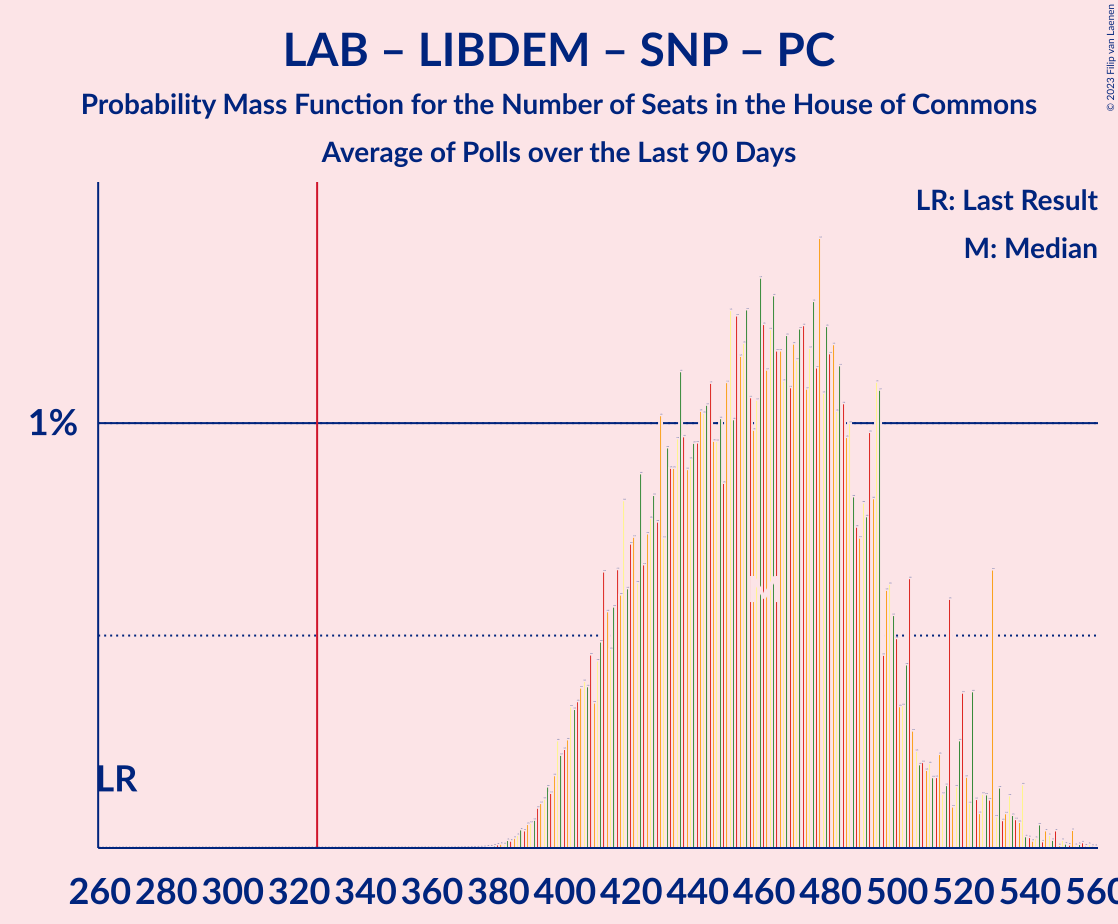 LAB – LIBDEM – SNP – PC
Probability Mass Function for the Number of Seats in the House of Commons
Average of Polls over the Last 90 Days
© 2023 Filip van Laenen
LR: Last Result
M: Median
1%
M
LR
260 280 300 320 340 360 380 400 420 440 460 480 500 520 540 560